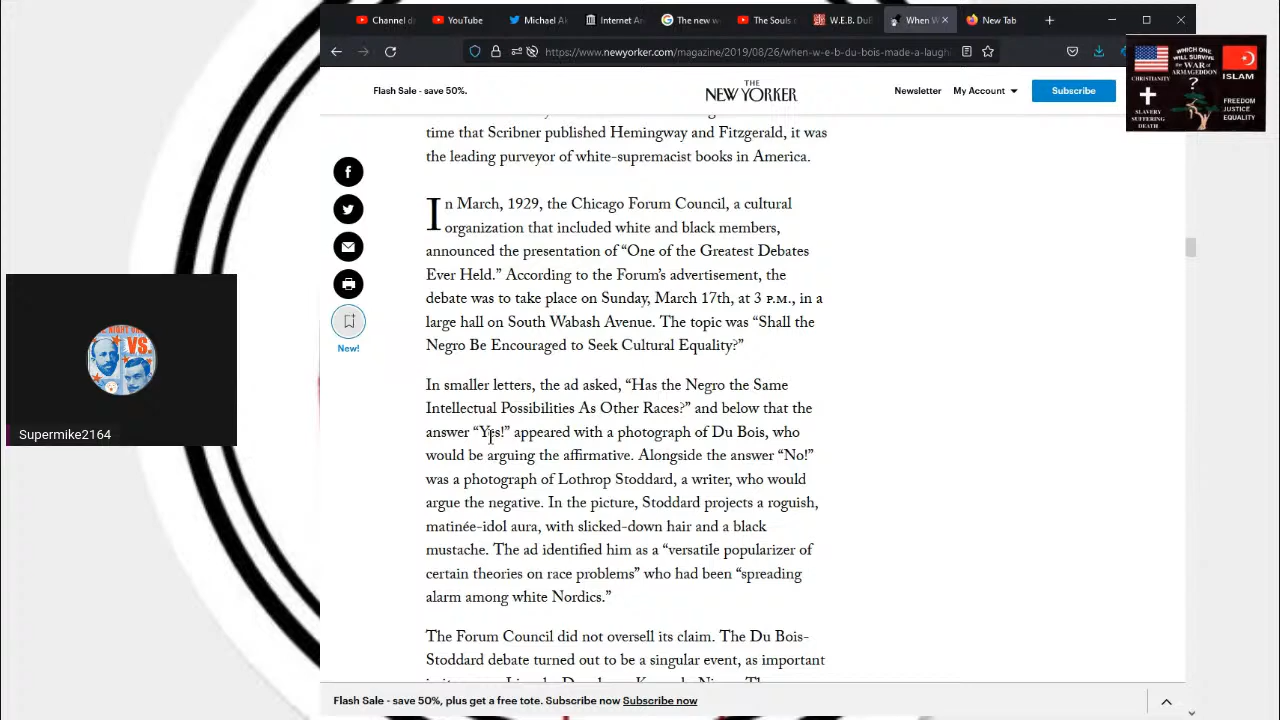 Channel d
YouTube
Michael Ak
Internet Ar
The new w
The Souls
W.E.B. DuB
When W
New Tab
https://www.newyorker.com/magazine/2019/08/26/when-w-e-b-du-bois-made-a-laugh
Flash Sale - save 50%.
THE
NEW YORKER
Newsletter
My Account
Subscribe
WHICH ONE
WILL SURVIVE
the WAR of
ARMAGEDDON
?
CHRISTIANITY
SLAVERY
SUFFERING
DEATH
ISLAM
FREEDOM
JUSTICE
EQUALITY
time that Scribner published Hemingway and Fitzgerald, it was
the leading purveyor of white-supremacist books in America.
In March, 1929, the Chicago Forum Council, a cultural
organization that included white and black members,
announced the presentation of “One of the Greatest Debates
Ever Held.” According to the Forum’s advertisement, the
debate was to take place on Sunday, March 17th, at 3 P.M., in a
large hall on South Wabash Avenue. The topic was “Shall the
Negro Be Encouraged to Seek Cultural Equality?”
New!
In smaller letters, the ad asked, “Has the Negro the Same
Intellectual Possibilities As Other Races?” and below that the
answer “Yes!” appeared with a photograph of Du Bois, who
would be arguing the affirmative. Alongside the answer “No!”
was a photograph of Lothrop Stoddard, a writer, who would
argue the negative. In the picture, Stoddard projects a roguish,
matinée-idol aura, with slicked-down hair and a black
mustache. The ad identified him as a “versatile popularizer of
certain theories on race problems” who had been “spreading
alarm among white Nordics.”
The Forum Council did not oversell its claim. The Du Bois-
Stoddard debate turned out to be a singular event, as important
VS.
Supermike2164
Flash Sale - save 50%, plus get a free tote. Subscribe now Subscribe now